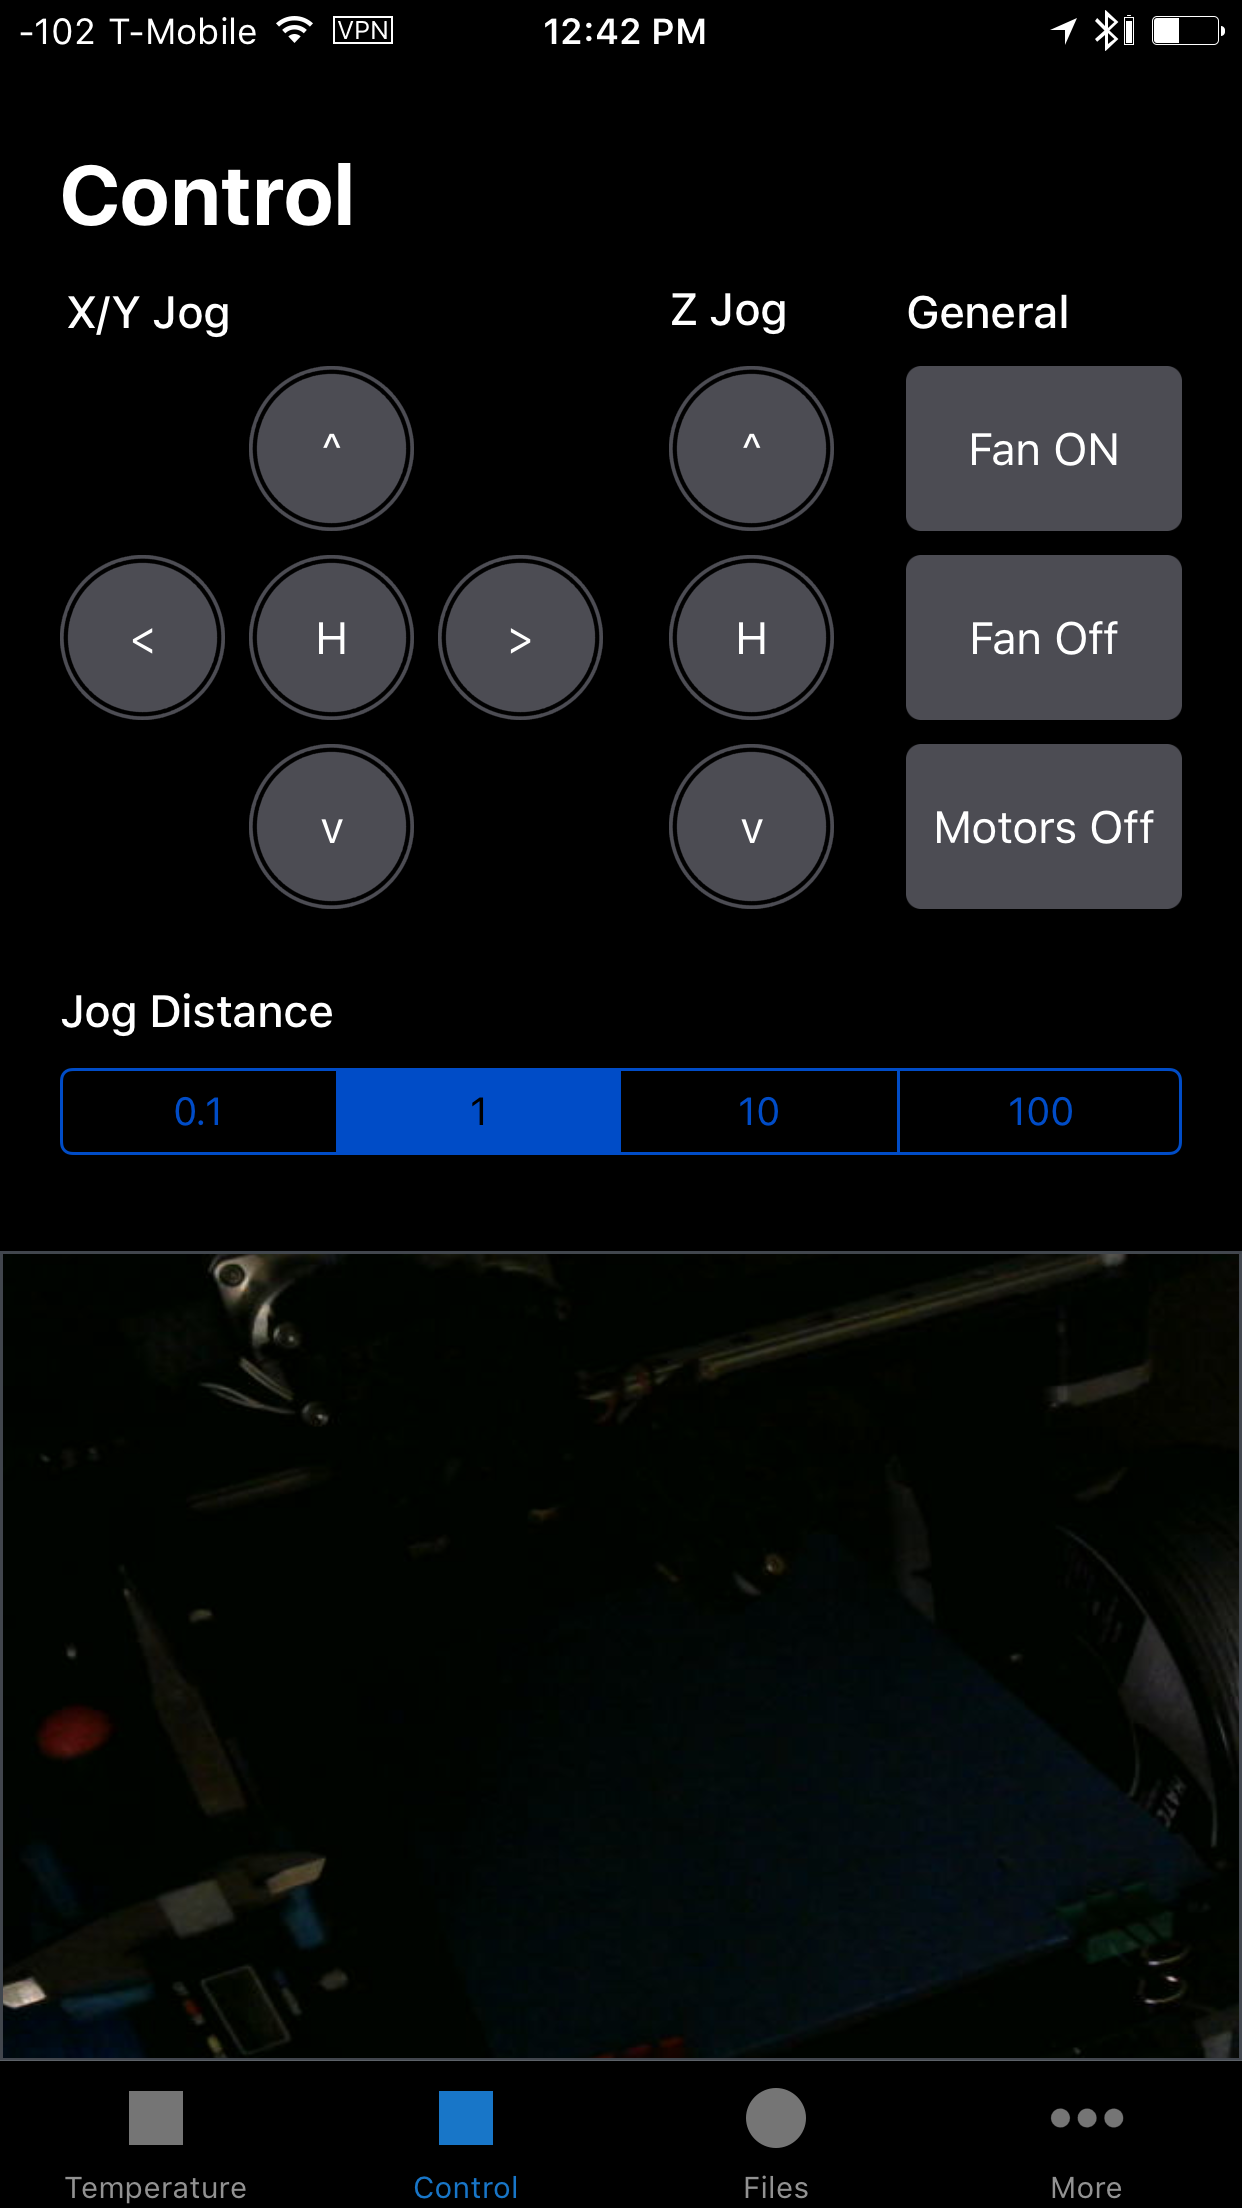 -102 T-Mobile VPN 12:42 PM
Control
X/Y Jog Z Jog General
^ ^ Fan ON
< H > H Fan Off
v v Motors Off
Jog Distance
0.1 1 10 100
Temperature Control Files More